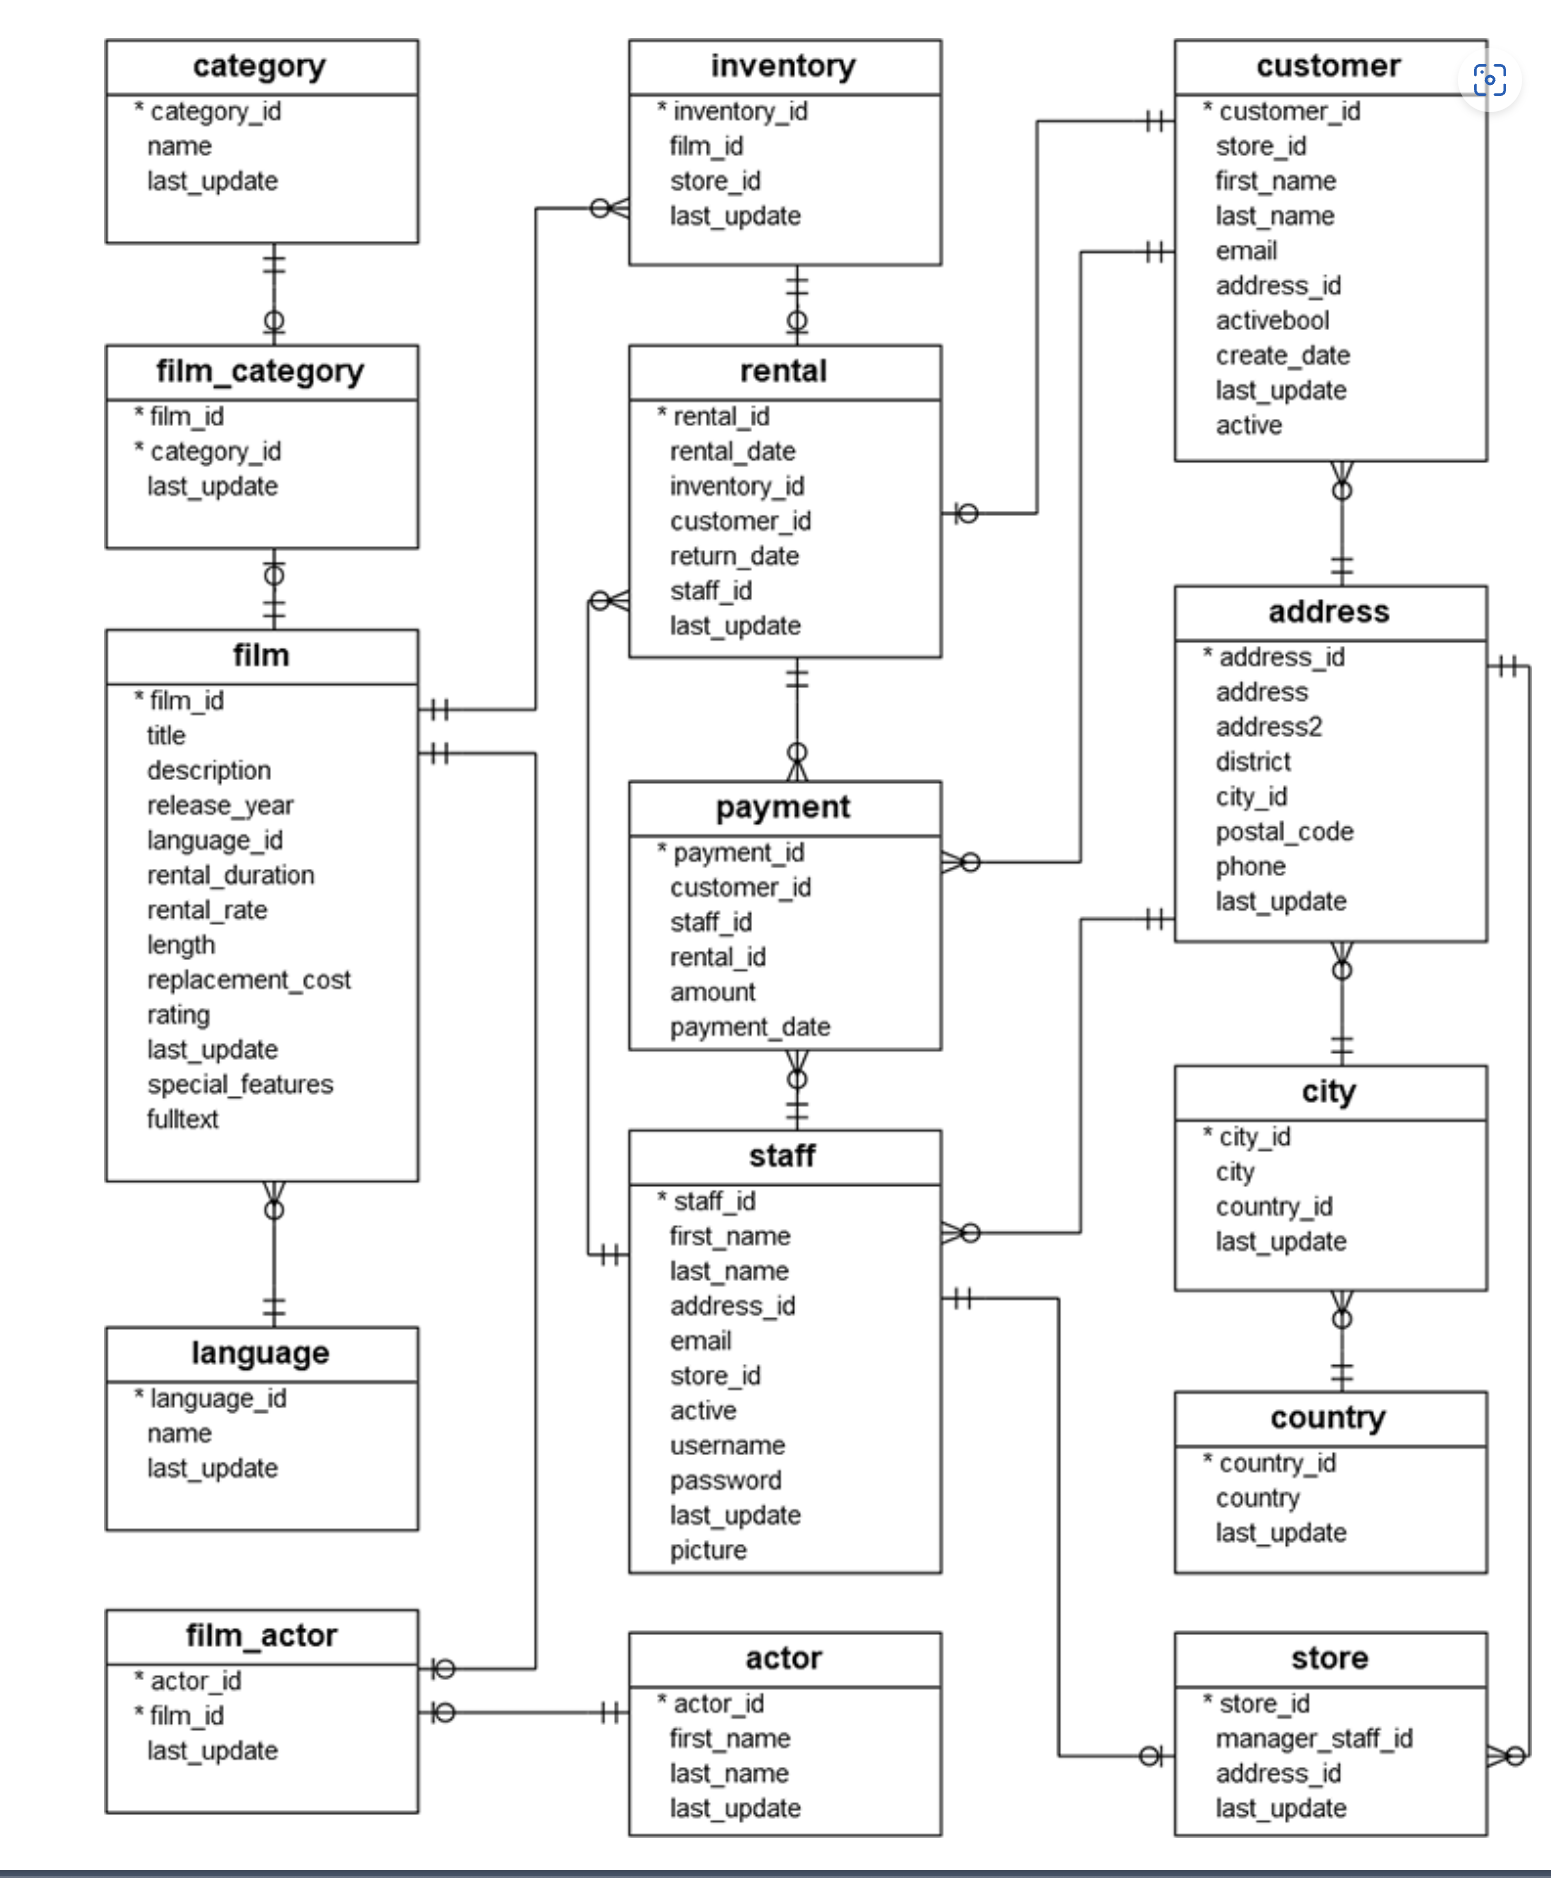 category
* category_id
name
last_update
film_category
* film_id
* category_id
last_update
film
* film_id
title
description
release_year
language_id
rental_duration
rental_rate
length
replacement_cost
rating
last_update
special_features
fulltext
language
* language_id
name
last_update
film_actor
* actor_id
* film_id
last_update
inventory
* inventory_id
film_id
store_id
last_update
rental
* rental_id
rental_date
inventory_id
customer_id
return_date
staff_id
last_update
payment
* payment_id
customer_id
staff_id
rental_id
amount
payment_date
staff
* staff_id
first_name
last_name
address_id
email
store_id
active
username
password
last_update
picture
actor
* actor_id
first_name
last_name
last_update
customer
* customer_id
store_id
first_name
last_name
email
address_id
activebool
create_date
last_update
active
address
* address_id
address
address2
district
city_id
postal_code
phone
last_update
city
* city_id
city
country_id
last_update
country
* country_id
country
last_update
store
* store_id
manager_staff_id
address_id
last_update